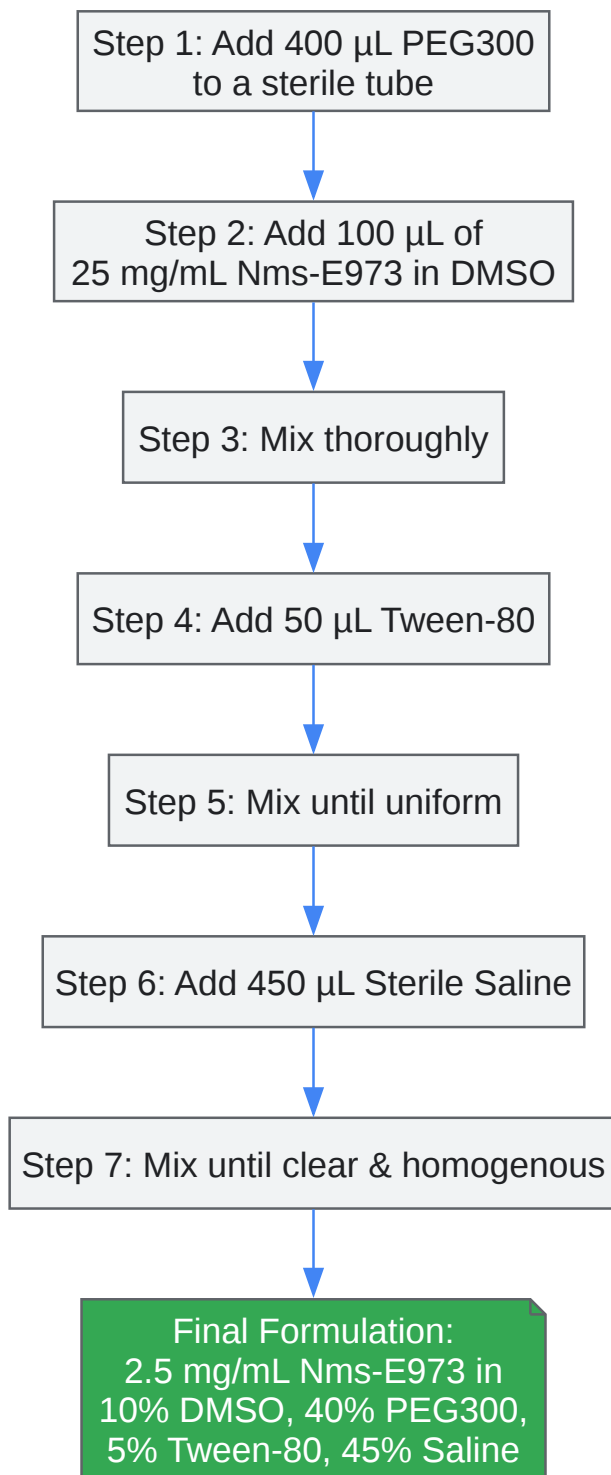 Step 1: Add 400 µL PEG300
to a sterile tube
Step 2: Add 100 µL of
25 mg/mL Nms-E973 in DMSO
Step 3: Mix thoroughly
Step 4: Add 50 µL Tween-80
Step 5: Mix until uniform
Step 6: Add 450 µL Sterile Saline
Step 7: Mix until clear & homogenous
Final Formulation:
2.5 mg/mL Nms-E973 in
10% DMSO, 40% PEG300,
5% Tween-80, 45% Saline